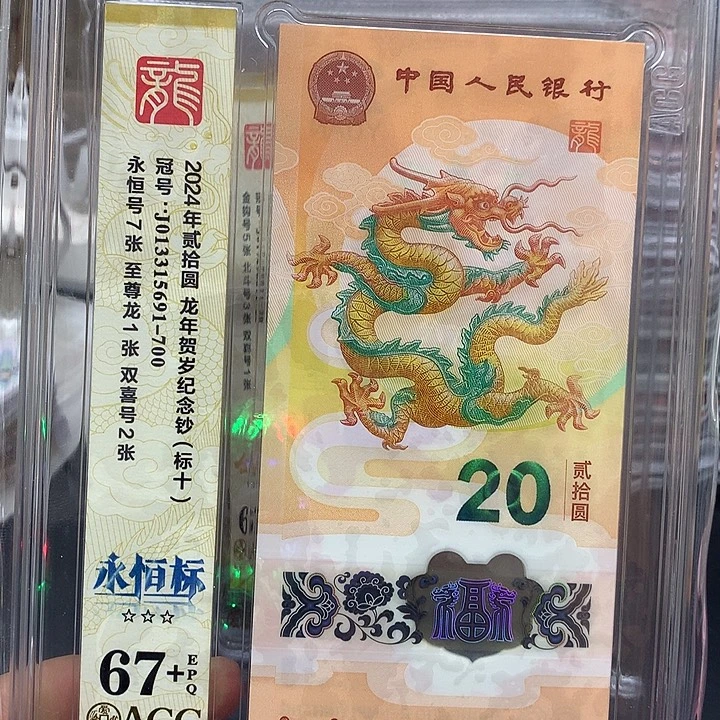 龍
2024年贰拾圆 龙年贺岁纪念钞(标十)
冠号:J013315691-700
永恒号7张 至尊龙1张 双喜号2张
永恒标
☆☆☆
67+
EPQ
ACG
中国人民银行
龍
20
贰拾圆
福
ACG